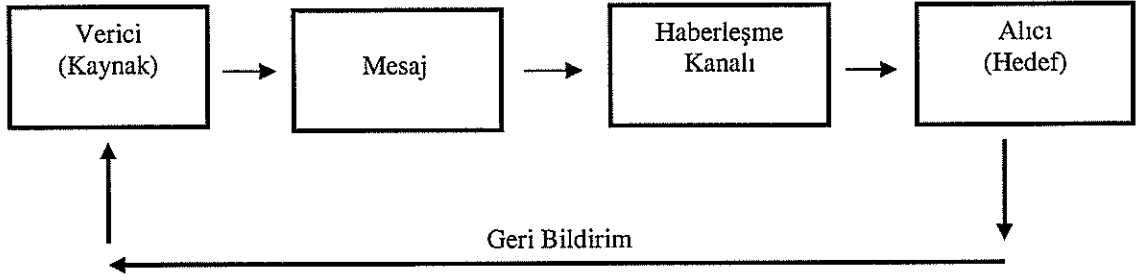 Verici
(Kaynak)
Mesaj
Haberleşme
Kanalı
Alıcı
(Hedef)
Geri Bildirim